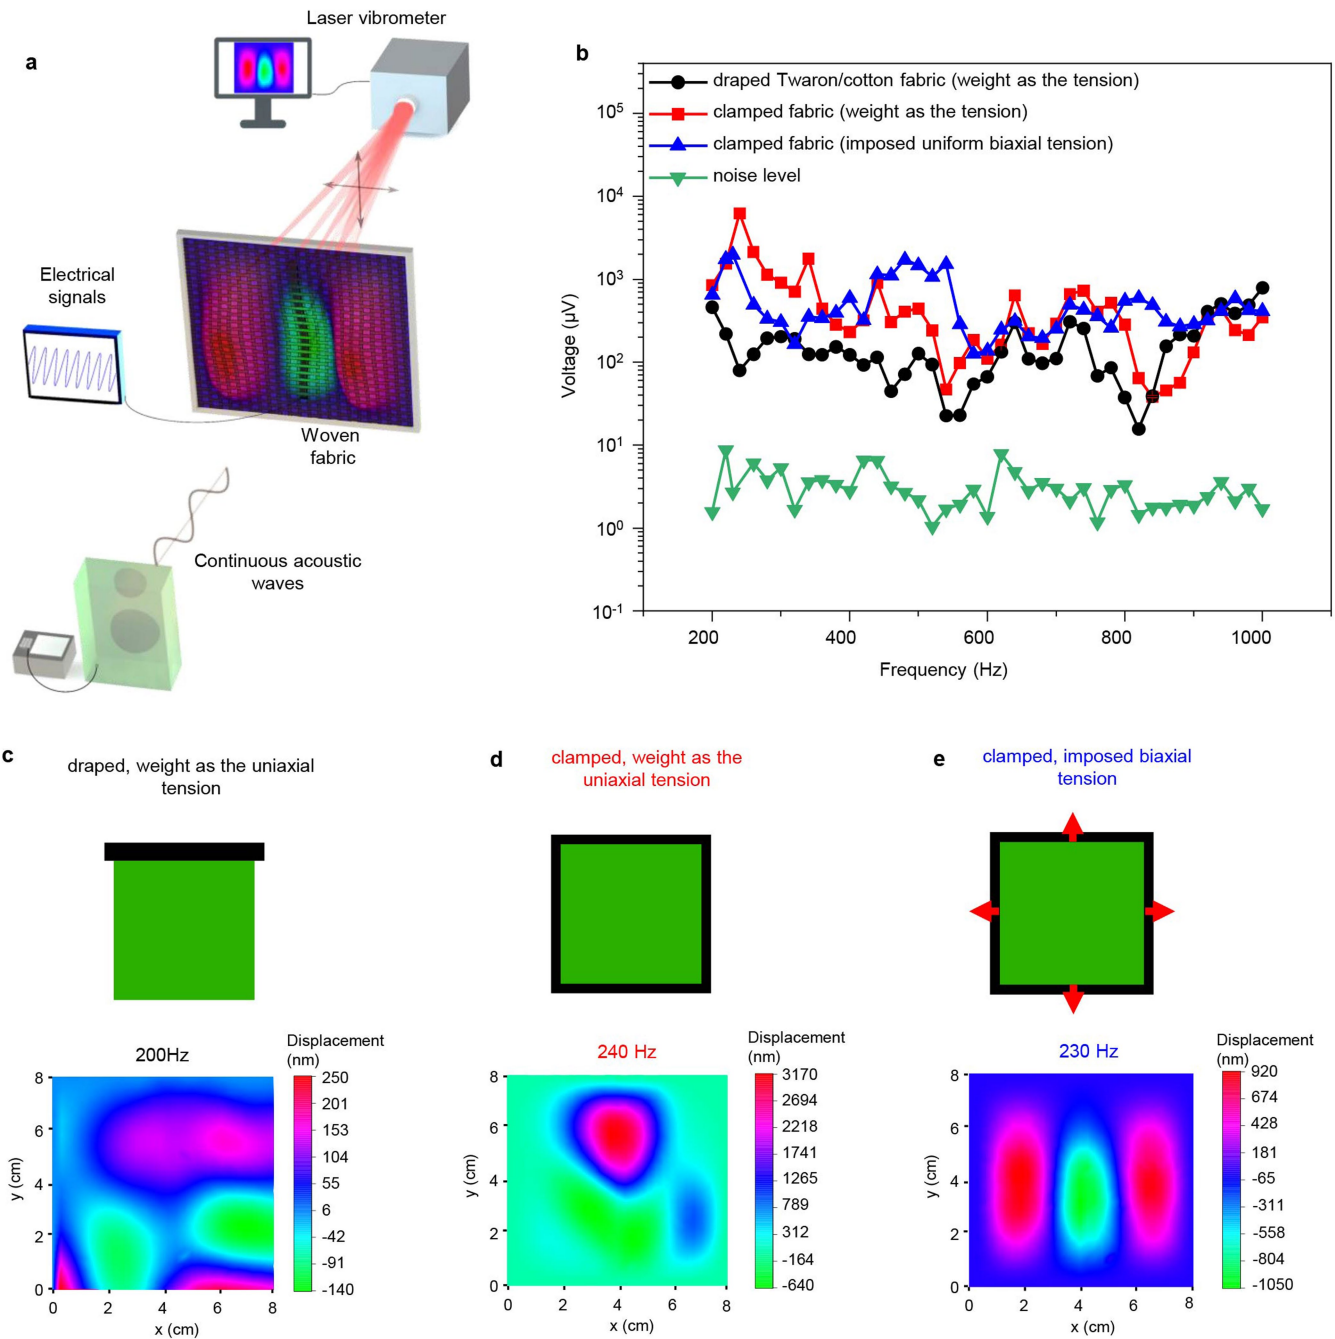 a
Laser vibrometer
Electrical
signals
Woven
fabric
Continuous acoustic
waves
b
draped Twaron/cotton fabric (weight as the tension)
clamped fabric (weight as the tension)
clamped fabric (imposed uniform biaxial tension)
noise level
10⁵
10⁴
10³
10²
10¹
10⁰
10⁻¹
Voltage (µV)
200 400 600 800 1000
Frequency (Hz)
c
draped, weight as the uniaxial
tension
200Hz
Displacement
(nm)
250
201
153
104
55
6
-42
-91
-140
8
6
4
2
0
y (cm)
0 2 4 6 8
x (cm)
d
clamped, weight as the
uniaxial tension
240 Hz
Displacement
(nm)
3170
2694
2218
1741
1265
789
312
-164
-640
8
6
4
2
0
y (cm)
0 2 4 6 8
x (cm)
e
clamped, imposed biaxial
tension
230 Hz
Displacement
(nm)
920
674
428
181
-65
-311
-558
-804
-1050
8
6
4
2
0
y (cm)
0 2 4 6 8
x (cm)